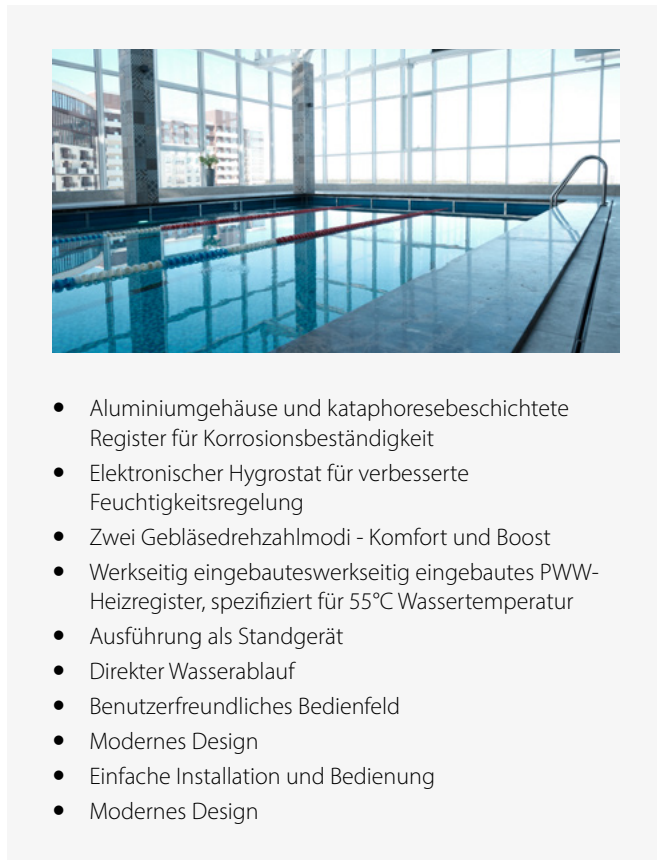 • Aluminiumgehäuse und kataphoresebeschichtete
Register für Korrosionsbeständigkeit
• Elektronischer Hygrostat für verbesserte
Feuchtigkeitsregelung
• Zwei Gebläsedrehzahlmodi - Komfort und Boost
• Werkseitig eingebauteswerkseitig eingebautes PWW-
Heizregister, spezifiziert für 55°C Wassertemperatur
• Ausführung als Standgerät
• Direkter Wasserablauf
• Benutzerfreundliches Bedienfeld
• Modernes Design
• Einfache Installation und Bedienung
• Modernes Design